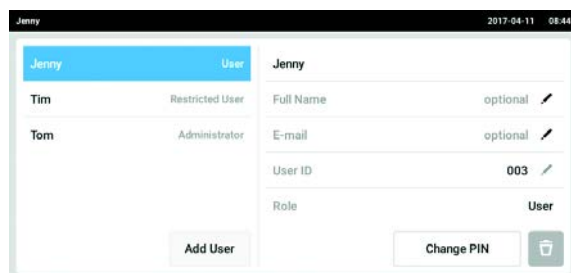 Jenny 2017-04-11 08:44
Jenny User
Tim Restricted User
Tom Administrator
Add User
Jenny
Full Name optional
E-mail optional
User ID 003
Role User
Change PIN